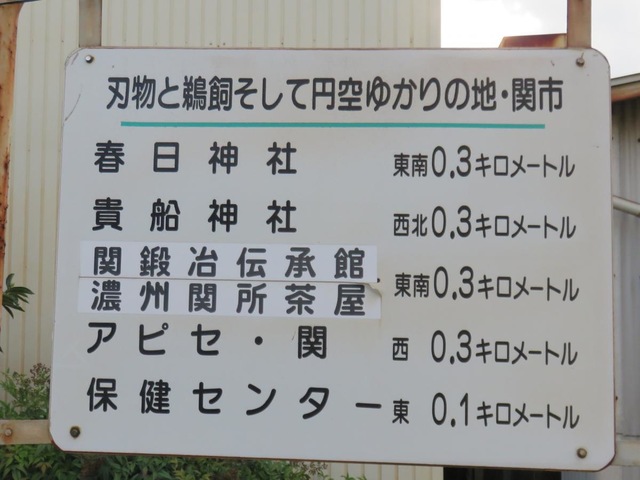 刃物と鵜飼そして円空ゆかりの地・関市
春日神社 東南0.3キロメートル
貴船神社 西北0.3キロメートル
関鍛冶伝承館
濃州関所茶屋 東南0.3キロメートル
アピセ・関 西 0.3キロメートル
保健センター 東 0.1キロメートル